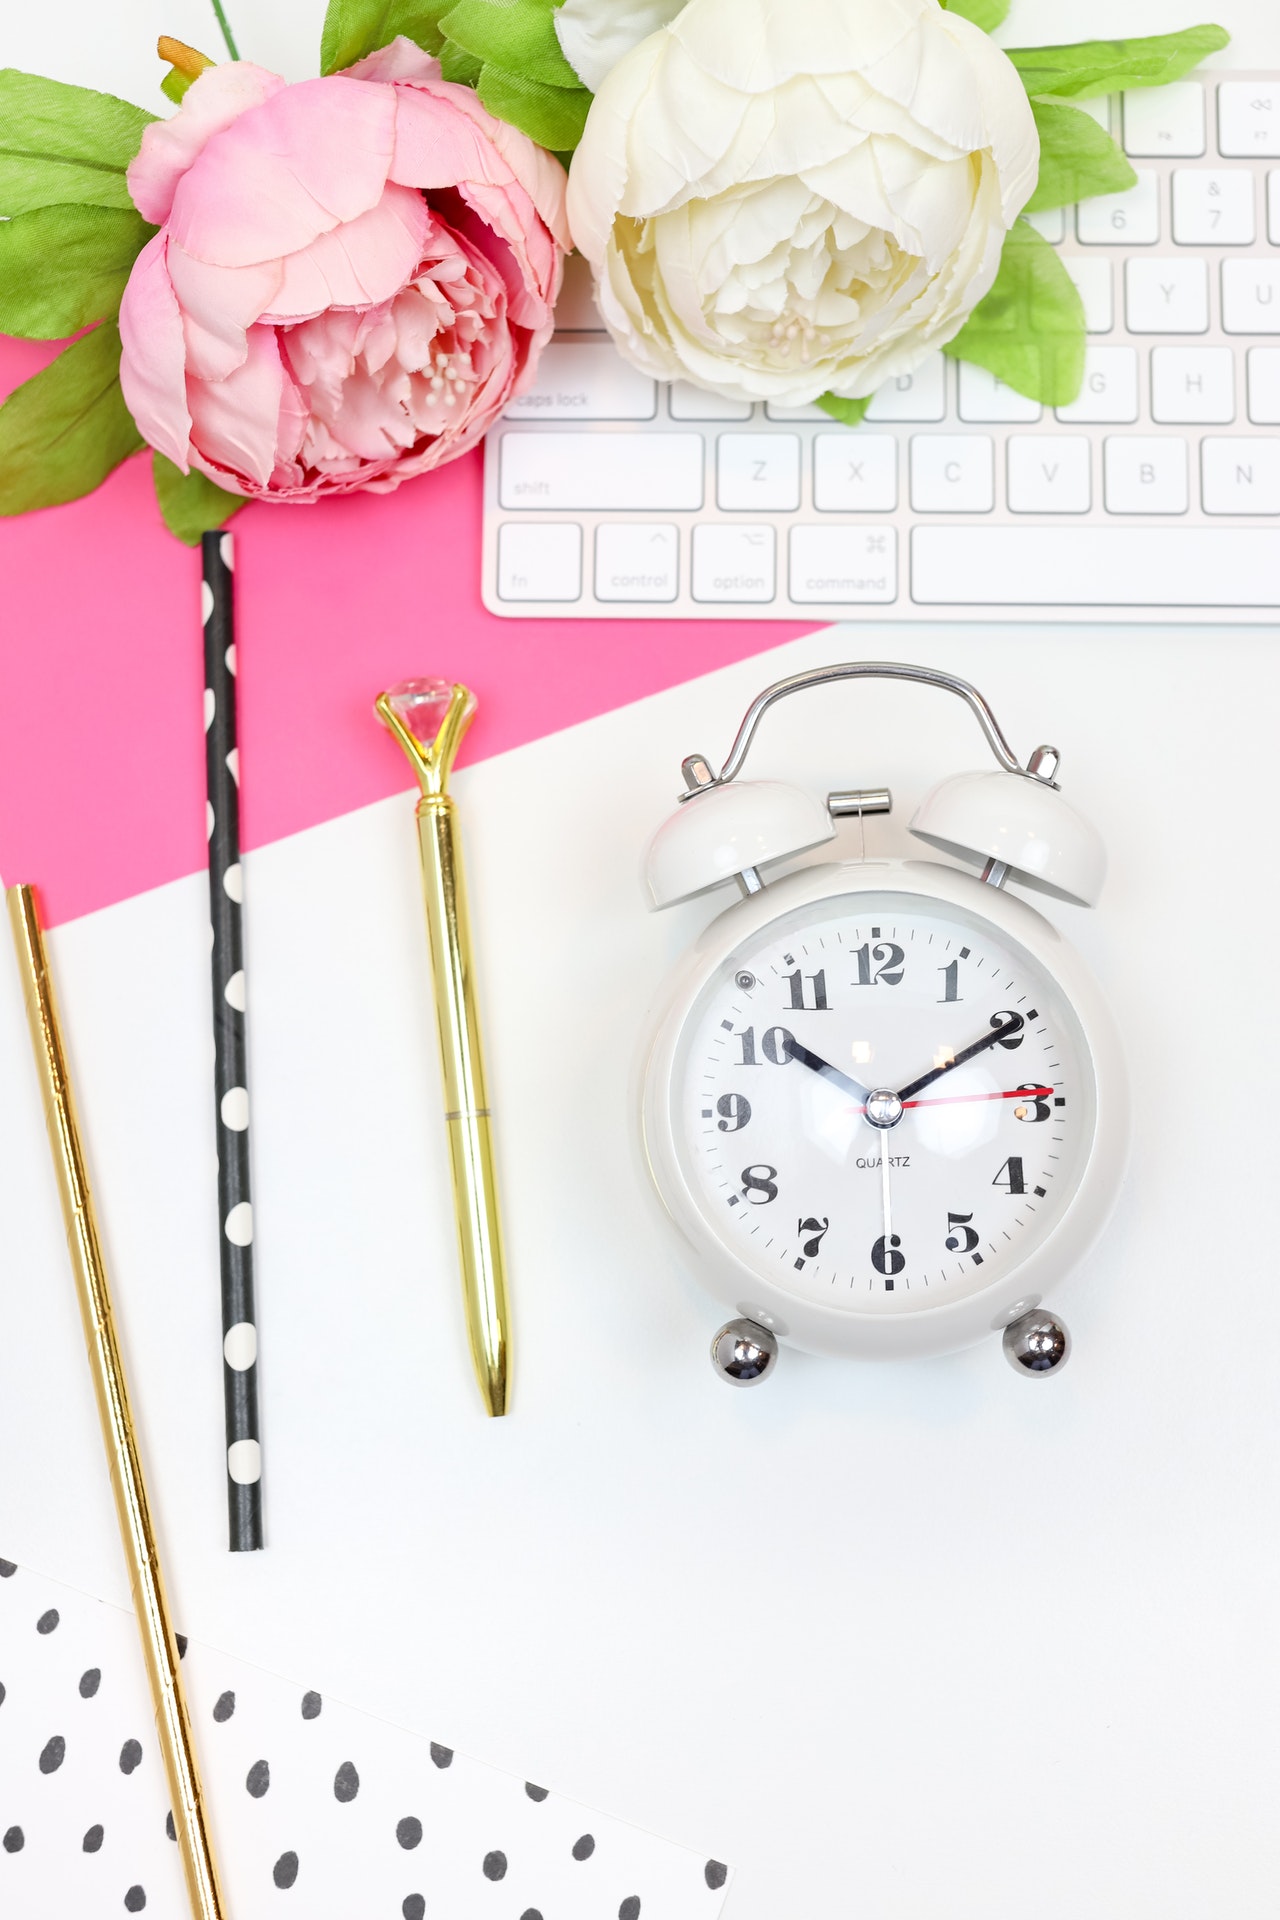 F6
◁◁
F7
6
&
7
Y
U
caps lock
D
F
G
H
shift
Z
X
C
V
B
N
fn
^
control
⌥
option
⌘
command
12
11
1
10
2
9
3
QUARTZ
8
4
7
5
6